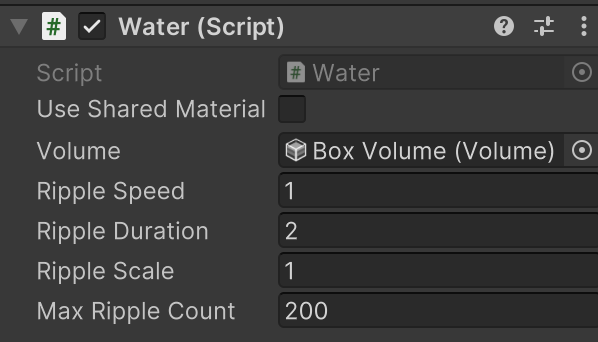 Water (Script)
Script Water
Use Shared Material
Volume Box Volume (Volume)
Ripple Speed 1
Ripple Duration 2
Ripple Scale 1
Max Ripple Count 200